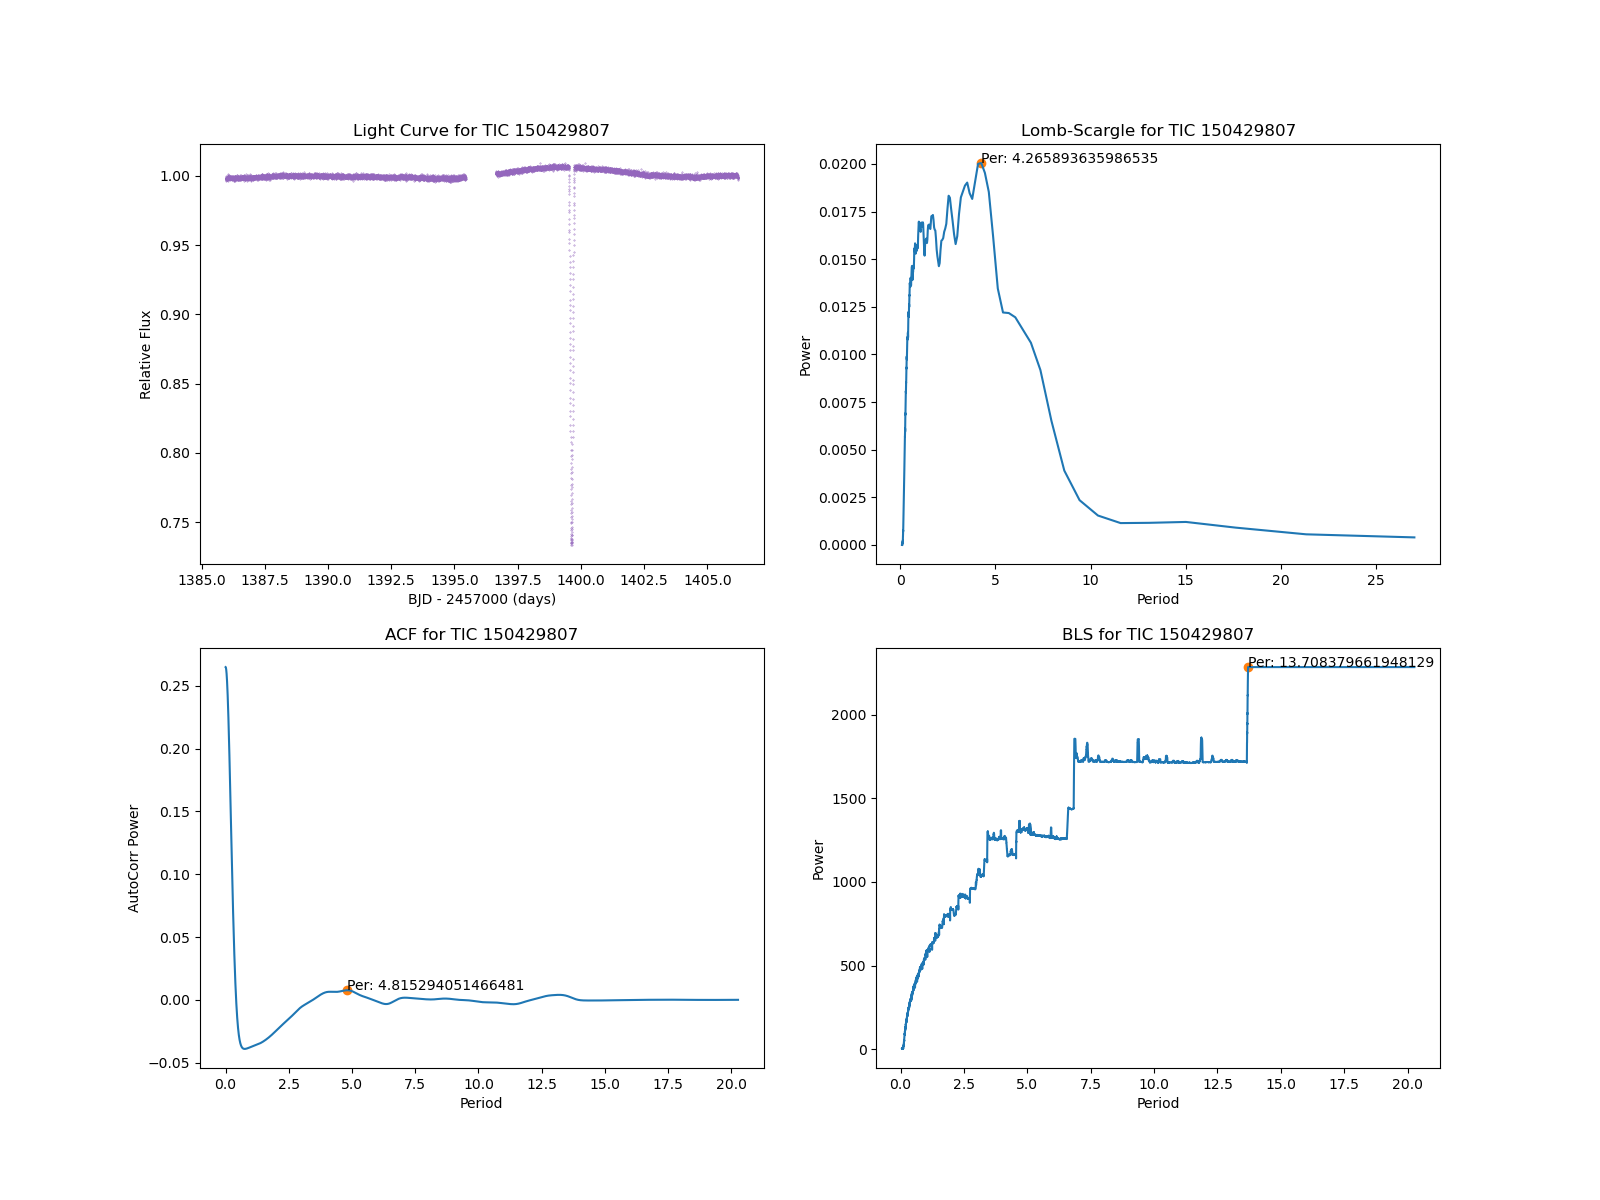 Light Curve for TIC 150429807
Relative Flux
1.00
0.95
0.90
0.85
0.80
0.75
1385.0 1387.5 1390.0 1392.5 1395.0 1397.5 1400.0 1402.5 1405.0
BJD - 2457000 (days)
Lomb-Scargle for TIC 150429807
Per: 4.265893635986535
Power
0.0200
0.0175
0.0150
0.0125
0.0100
0.0075
0.0050
0.0025
0.0000
0 5 10 15 20 25
Period
ACF for TIC 150429807
AutoCorr Power
0.25
0.20
0.15
0.10
0.05
0.00
−0.05
Per: 4.815294051466481
0.0 2.5 5.0 7.5 10.0 12.5 15.0 17.5 20.0
Period
BLS for TIC 150429807
Per: 13.708379661948129
Power
2000
1500
1000
500
0
0.0 2.5 5.0 7.5 10.0 12.5 15.0 17.5 20.0
Period